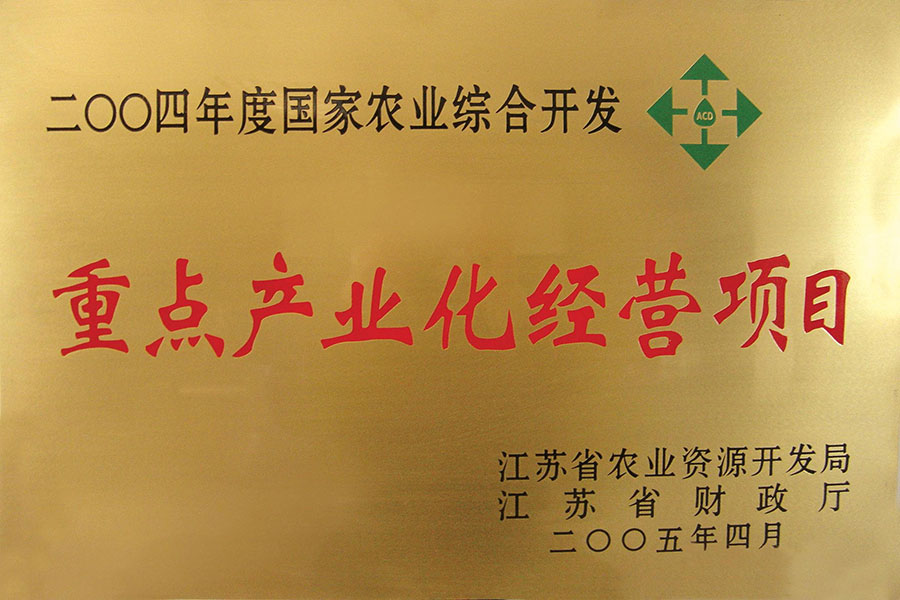 二〇〇四年度国家农业综合开发
ACD
重点产业化经营项目
江苏省农业资源开发局
江苏省财政厅
二〇〇五年四月